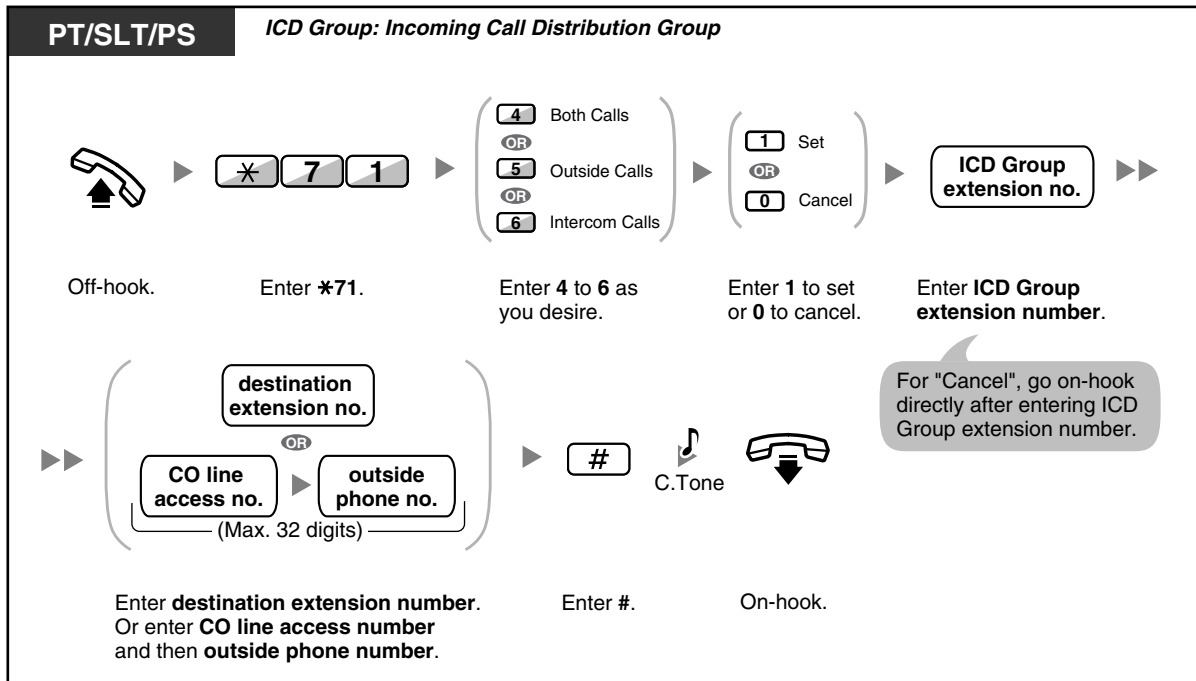 PT/SLT/PS
ICD Group: Incoming Call Distribution Group
4 Both Calls
OR
5 Outside Calls
OR
6 Intercom Calls
1 Set
OR
0 Cancel
ICD Group
extension no.
✳ 7 1
Off-hook.
Enter ✳71.
Enter 4 to 6 as
you desire.
Enter 1 to set
or 0 to cancel.
Enter ICD Group
extension number.
For "Cancel", go on-hook
directly after entering ICD
Group extension number.
destination
extension no.
OR
CO line
access no.
outside
phone no.
(Max. 32 digits)
#
C.Tone
Enter destination extension number.
Or enter CO line access number
and then outside phone number.
Enter #.
On-hook.